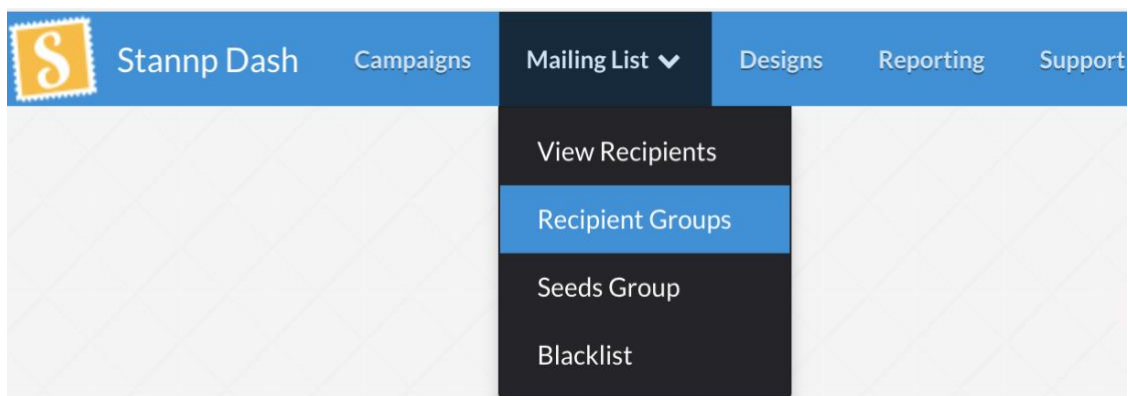 S
Stannp Dash Campaigns Mailing List Designs Reporting Support
View Recipients
Recipient Groups
Seeds Group
Blacklist